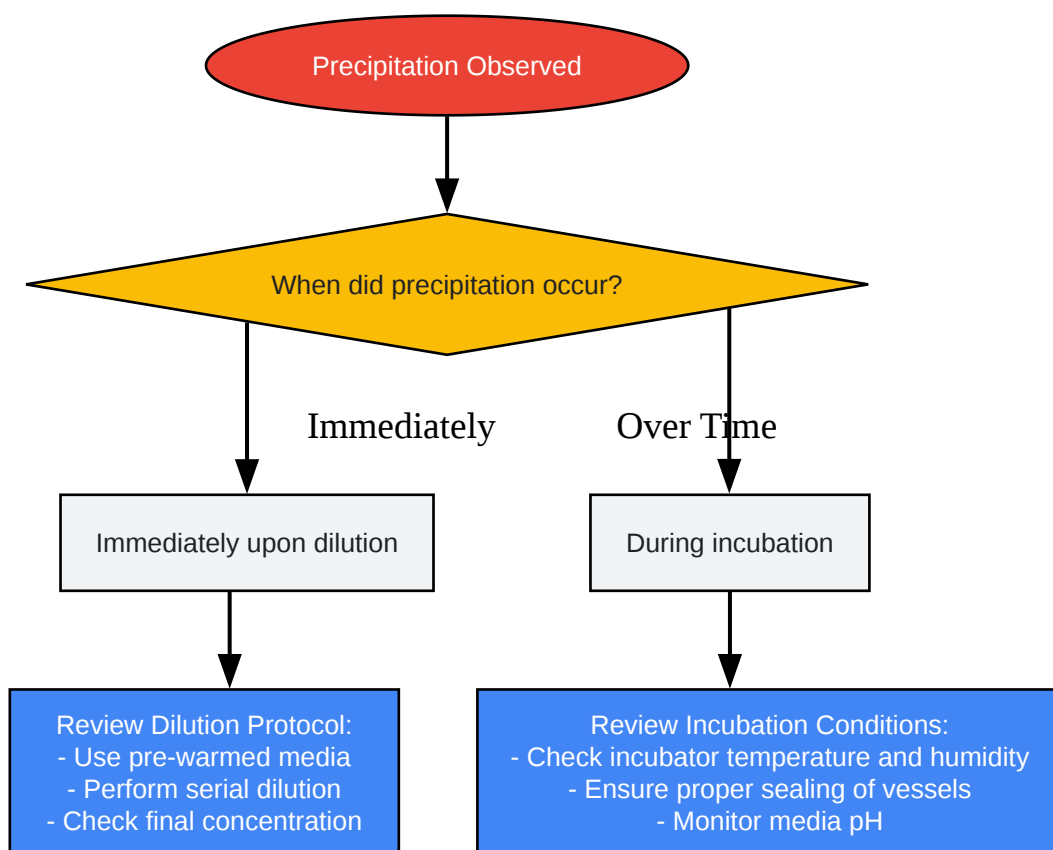 Precipitation Observed
When did precipitation occur?
Immediately
Over Time
Immediately upon dilution
During incubation
Review Dilution Protocol:
- Use pre-warmed media
- Perform serial dilution
- Check final concentration
Review Incubation Conditions:
- Check incubator temperature and humidity
- Ensure proper sealing of vessels
- Monitor media pH